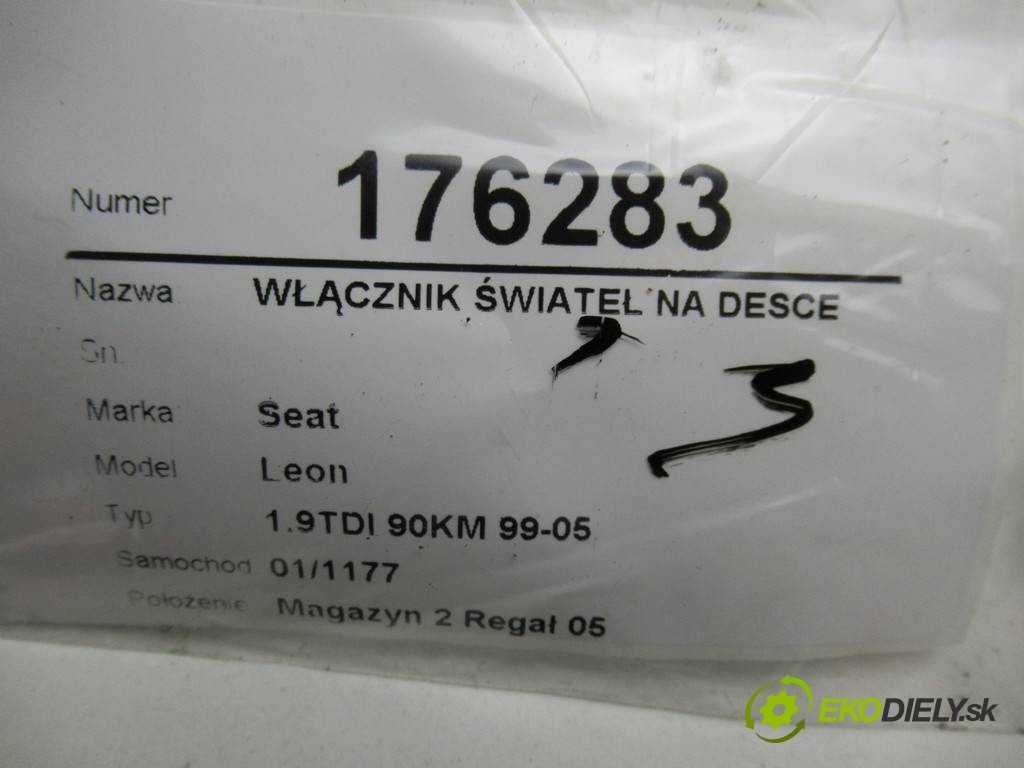 Numer 176283
Nazwa WŁĄCZNIK ŚWIATEŁ NA DESCE
Sn.
Marka Seat
Model Leon
Typ 1.9TDI 90KM 99-05
Samochod 01/1177
Położenie Magazyn 2 Regał 05
EKODIELY.sk